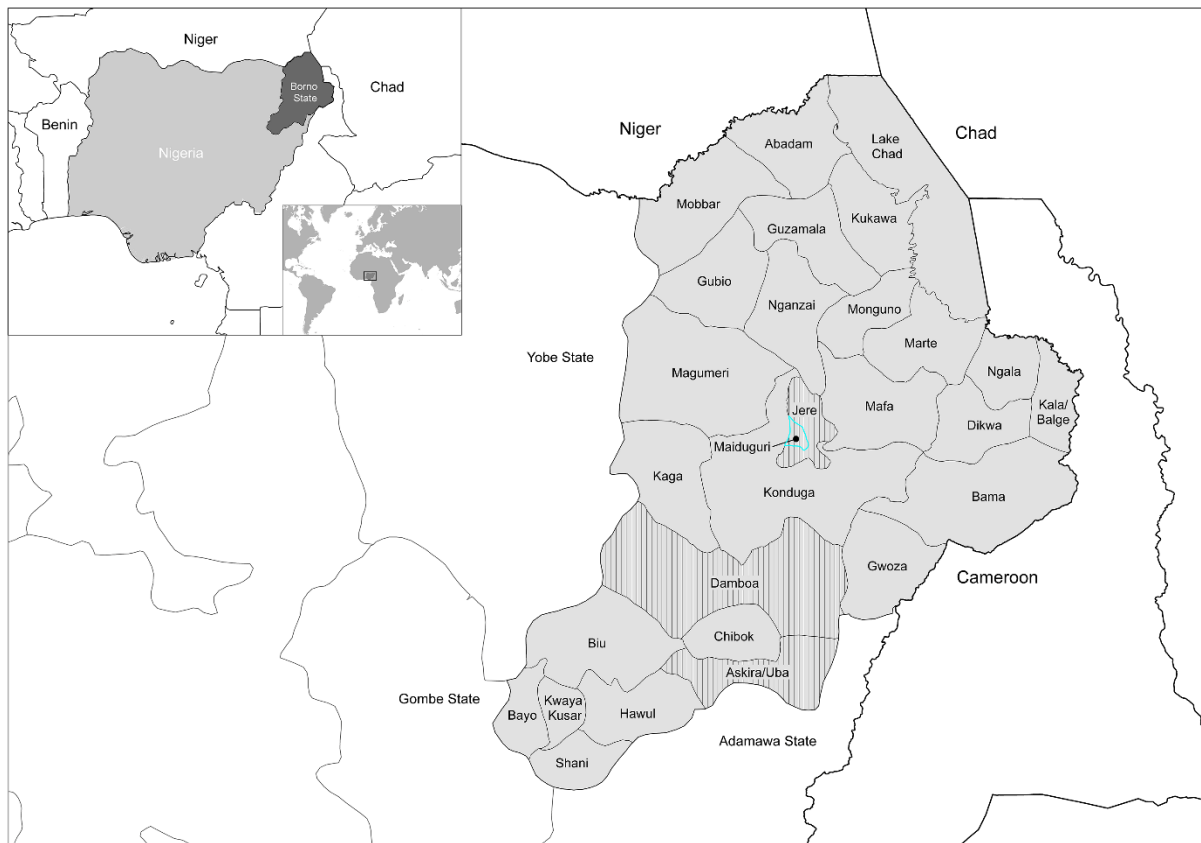 Niger
Borno
State
Chad
Benin
Nigeria
Niger
Chad
Abadam
Lake
Chad
Mobbar
Kukawa
Guzamala
Gubio
Nganzai
Monguno
Marte
Yobe State
Magumeri
Ngala
Kala/
Balge
Jere
Mafa
Dikwa
Maiduguri
Kaga
Konduga
Bama
Gwoza
Damboa
Cameroon
Chibok
Biu
Askira/Uba
Gombe State
Kwaya
Kusar
Bayo
Hawul
Adamawa State
Shani